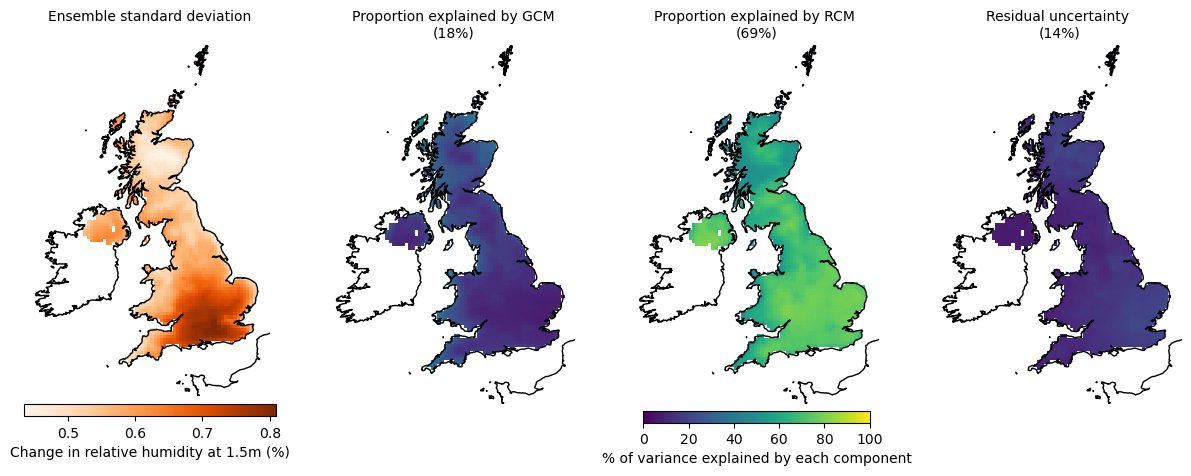 Ensemble standard deviation
Proportion explained by GCM
(18%)
Proportion explained by RCM
(69%)
Residual uncertainty
(14%)
0.5 0.6 0.7 0.8
Change in relative humidity at 1.5m (%)
0 20 40 60 80 100
% of variance explained by each component